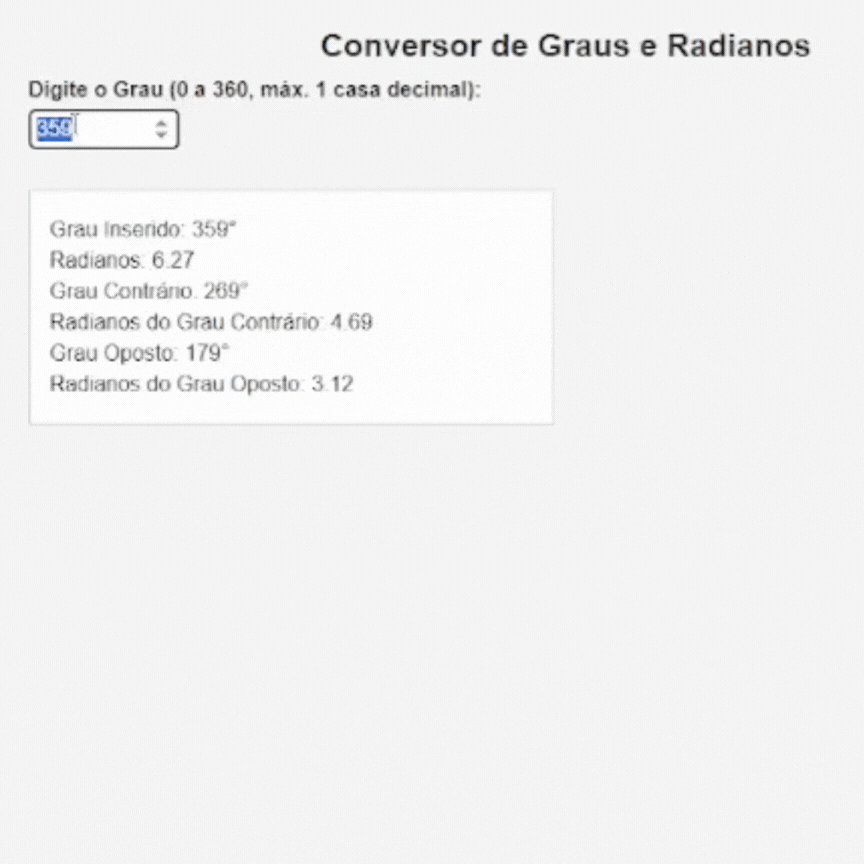 Conversor de Graus e Radianos
Digite o Grau (0 a 360, máx. 1 casa decimal):
359
Grau Inserido: 359°
Radianos: 6.27
Grau Contrário: 269°
Radianos do Grau Contrário: 4.69
Grau Oposto: 179°
Radianos do Grau Oposto: 3.12